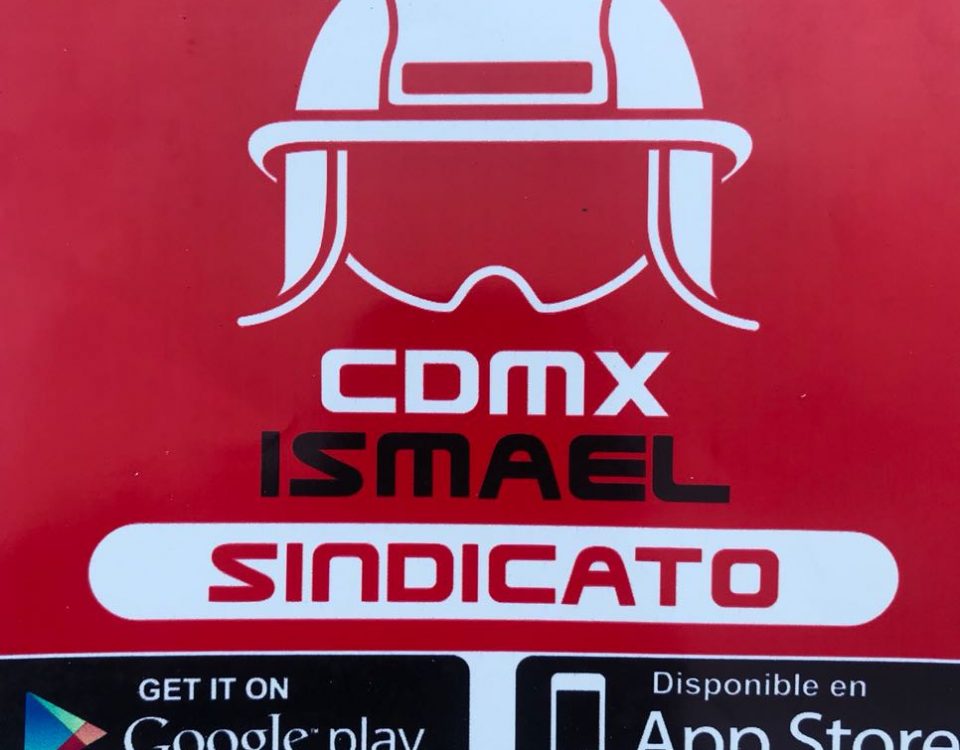 CDMX
ISMAEL
SINDICATO
GET IT ON
Google play
Disponible en
App Store